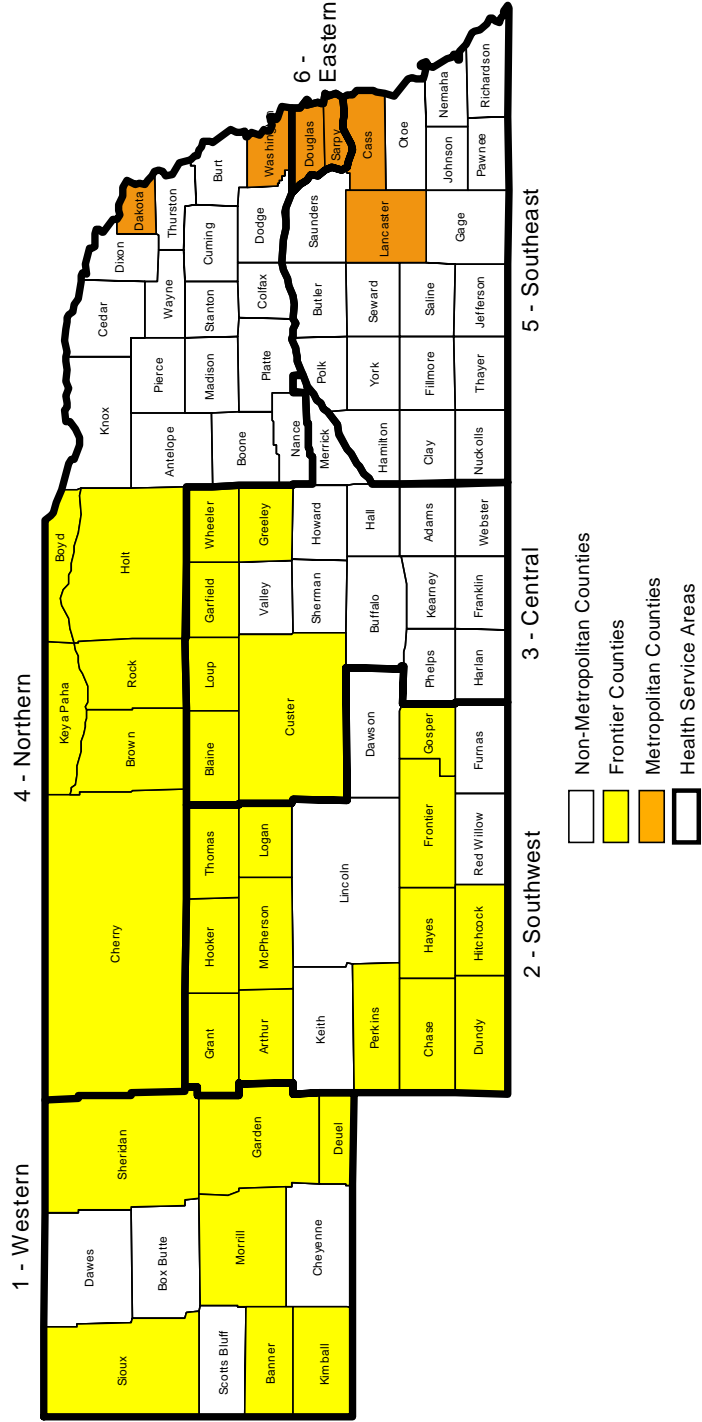 1 - Western
4 - Northern
6 -
Eastern
Sioux
Dawes
Box Butte
Sheridan
Scotts Bluff
Banner
Kimball
Morrill
Cheyenne
Garden
Deuel
Cherry
Keya Paha
Brown
Rock
Boyd
Holt
Knox
Antelope
Cedar
Pierce
Wayne
Dixon
Dakota
Thurston
Madison
Stanton
Cuming
Burt
Boone
Platte
Colfax
Dodge
Washington
Nance
Grant
Hooker
Thomas
Arthur
McPherson
Logan
Keith
Lincoln
Perkins
Chase
Hayes
Frontier
Gosper
Dawson
Dundy
Hitchcock
Red Willow
Furnas
Blaine
Loup
Garfield
Wheeler
Custer
Valley
Greeley
Sherman
Howard
Buffalo
Hall
Phelps
Kearney
Adams
Harlan
Franklin
Webster
Merrick
Polk
Butler
Saunders
Douglas
Sarpy
Hamilton
York
Seward
Lancaster
Cass
Otoe
Clay
Fillmore
Saline
Gage
Johnson
Nemaha
Nuckolls
Thayer
Jefferson
Pawnee
Richardson
2 - Southwest
3 - Central
5 - Southeast
Non-Metropolitan Counties
Frontier Counties
Metropolitan Counties
Health Service Areas